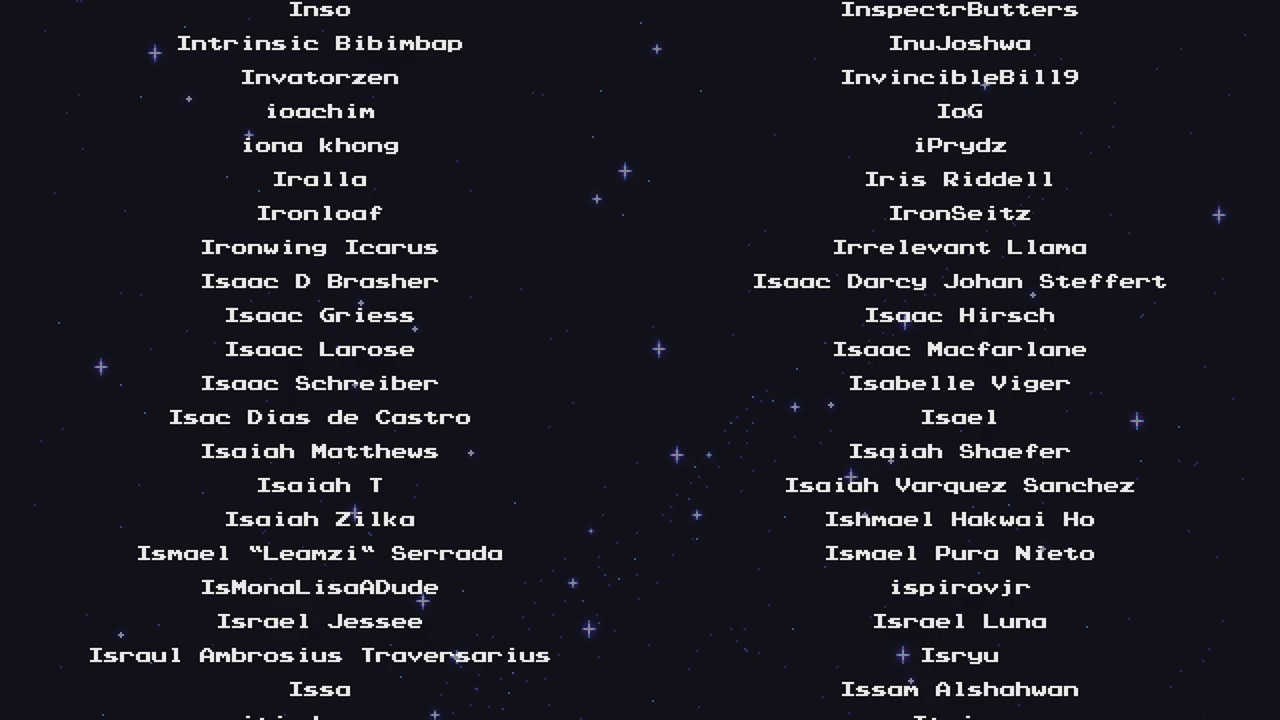 Inso InspectrButters
Intrinsic Bibimbap InuJoshwa
Invatorzen InvincibleBill9
ioachim IoG
iona khong iPrydz
Iralla Iris Riddell
Ironloaf IronSeitz
Ironwing Icarus Irrelevant Llama
Isaac D Brasher Isaac Darcy Johan Steffert
Isaac Griess Isaac Hirsch
Isaac Larose Isaac Macfarlane
Isaac Schreiber Isabelle Viger
Isac Dias de Castro Isael
Isaiah Matthews Isaiah Shaefer
Isaiah T Isaiah Varquez Sanchez
Isaiah Zilka Ishmael Hakwai Ho
Ismael "Leamzi" Serrada Ismael Pura Nieto
IsMonaLisaADude ispirovjr
Israel Jessee Israel Luna
Israul Ambrosius Traversarius Isryu
Issa Issam Alshahwan